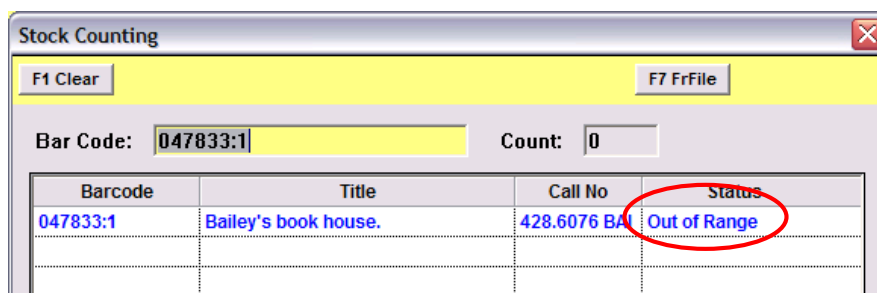 Stock Counting
F1 Clear F7 FrFile
Bar Code: 047833:1 Count: 0
Barcode Title Call No Status
047833:1 Bailey's book house. 428.6076 BAI Out of Range